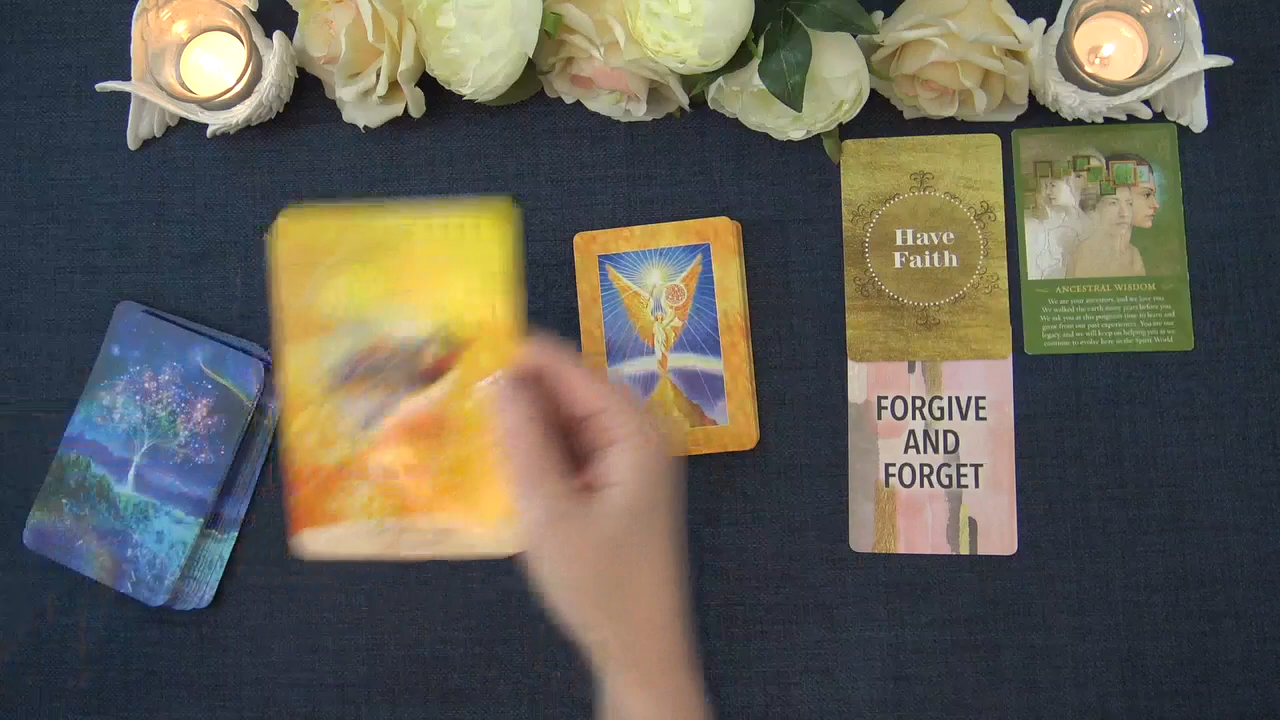 Have
Faith
FORGIVE
AND
FORGET
ANCESTRAL WISDOM
We are your ancestors, and we love you.
We walked the earth many years before you.
We ask you at this poignant time to learn and
grow from our past experience. You are our
legacy, and we will keep on helping you as we
continue to evolve here in the Spirit World